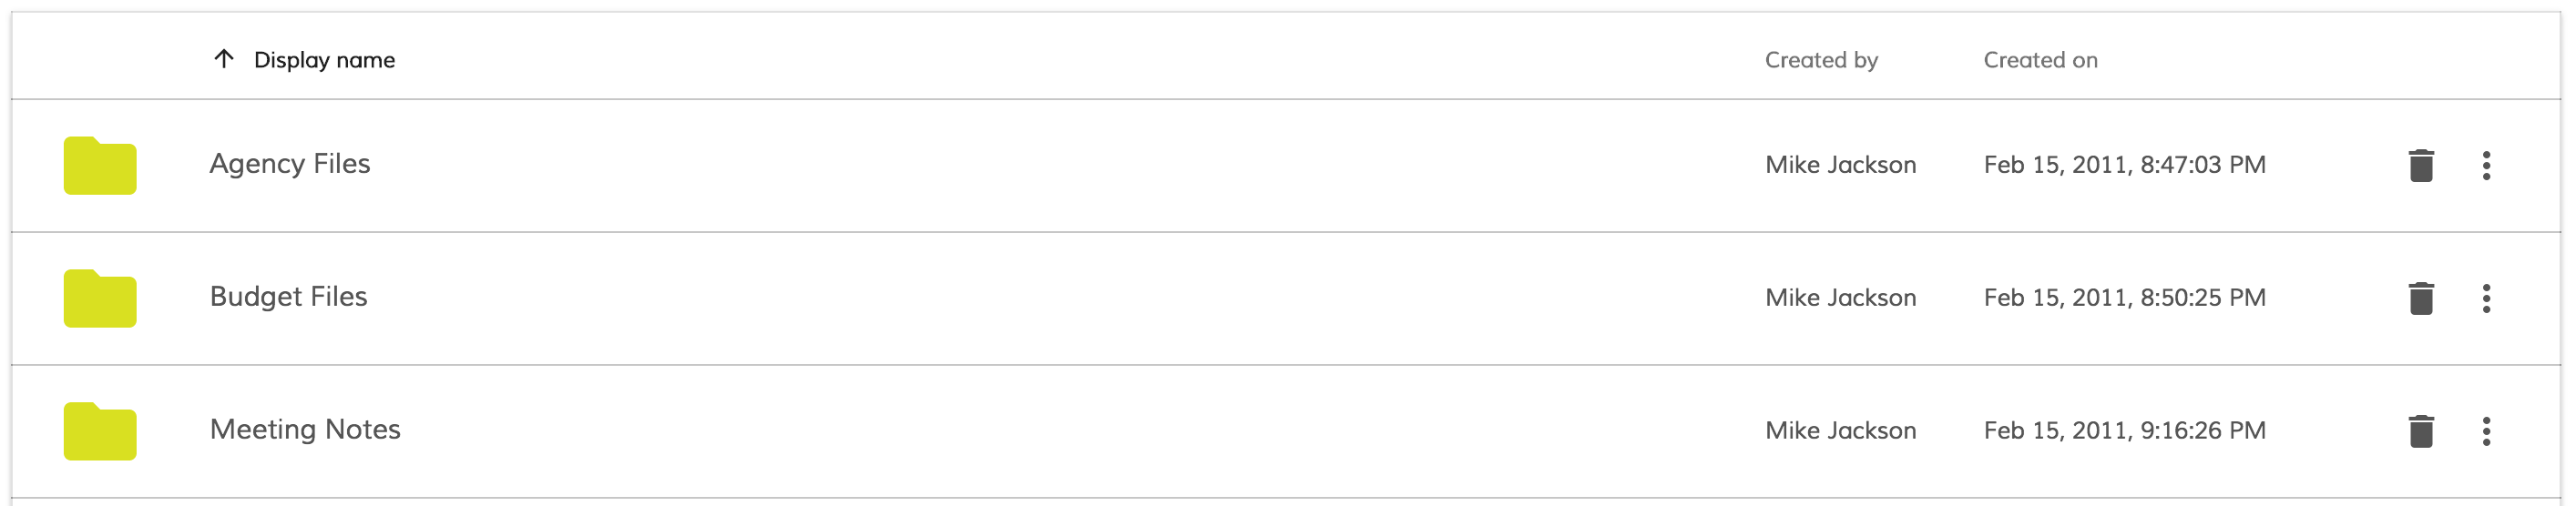 Display name Created by Created on
Agency Files Mike Jackson Feb 15, 2011, 8:47:03 PM
Budget Files Mike Jackson Feb 15, 2011, 8:50:25 PM
Meeting Notes Mike Jackson Feb 15, 2011, 9:16:26 PM